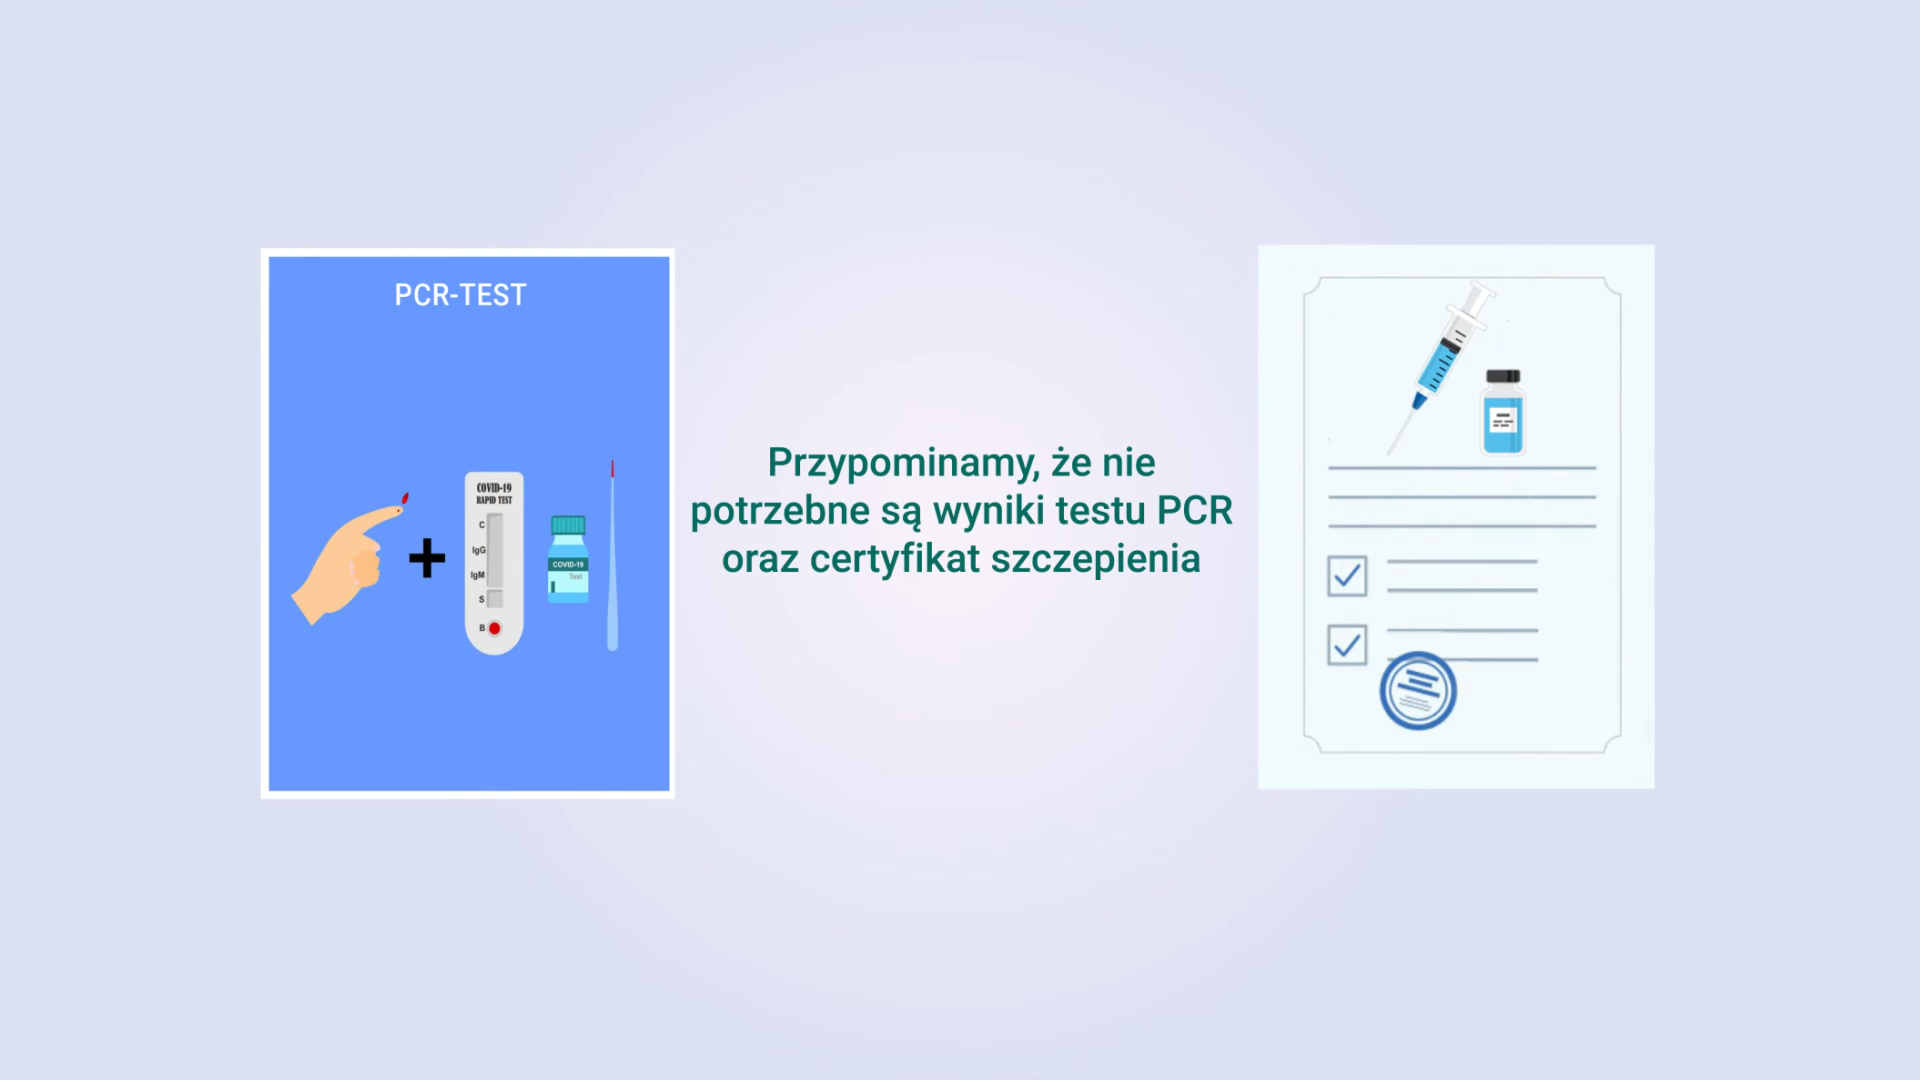 PCR-TEST
COVID-19
RAPID TEST
C
IgG
IgM
S
B
COVID-19
Test
Przypominamy, że nie
potrzebne są wyniki testu PCR
oraz certyfikat szczepienia